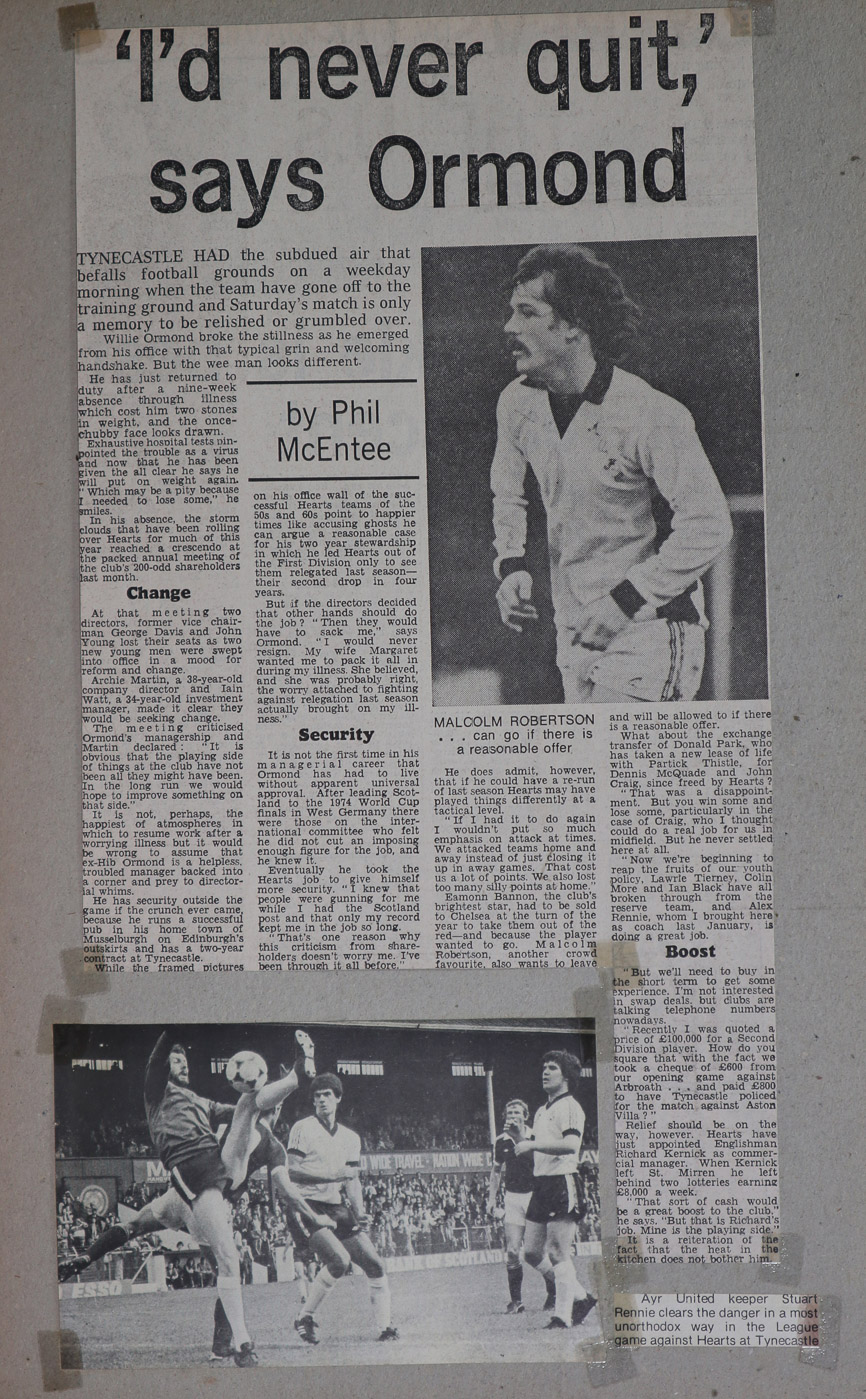 ‘I’d never quit,’
says Ormond
TYNECASTLE HAD the subdued air that
befalls football grounds on a weekday
morning when the team have gone off to the
training ground and Saturday's match is only
a memory to be relished or grumbled over.
Willie Ormond broke the stillness as he emerged
from his office with that typical grin and welcoming
handshake. But the wee man looks different.
He has just returned to
duty after a nine-week
absence through illness
which cost him two stones
in weight, and the once-
chubby face looks drawn.
Exhaustive hospital tests pin-
pointed the trouble as a virus
and now that he has been
given the all clear he says he
will put on weight again.
"Which may be a pity because
I needed to lose some," he
smiles.
In his absence, the storm
clouds that have been rolling
over Hearts for much of this
year reached a crescendo at
the packed annual meeting of
the club's 200-odd shareholders
last month.
Change
At that meeting two
directors, former vice chair-
man George Davis and John
Young lost their seats as two
new young men were swept
into office in a mood for
reform and change.
Archie Martin, a 38-year-old
company director and Iain
Watt, a 34-year-old investment
manager, made it clear they
would be seeking change.
The meeting criticised
Ormond's managership and
Martin declared: "It is
obvious that the playing side
of things at the club have not
been all they might have been.
In the long run we would
hope to improve something on
that side."
It is not, perhaps, the
happiest of atmospheres in
which to resume work after a
worrying illness but it would
be wrong to assume that
ex-Hib Ormond is a helpless,
troubled manager backed into
a corner and prey to director-
ial whims.
He has security outside the
game if the crunch ever came,
because he runs a successful
pub in his home town of
Musselburgh on Edinburgh's
outskirts and has a two-year
contract at Tynecastle.
While the framed pictures
by Phil
McEntee
on his office wall of the suc-
cessful Hearts teams of the
50s and 60s point to happier
times like accusing ghosts he
can argue a reasonable case
for his two year stewardship
in which he led Hearts out of
the First Division only to see
them relegated last season—
their second drop in four
years.
But if the directors decided
that other hands should do
the job? "Then they would
have to sack me," says
Ormond. "I would never
resign. My wife Margaret
wanted me to pack it all in
during my illness. She believed,
and she was probably right,
the worry attached to fighting
against relegation last season
actually brought on my ill-
ness."
Security
It is not the first time in his
managerial career that
Ormond has had to live
without apparent universal
approval. After leading Scot-
land to the 1974 World Cup
finals in West Germany there
were those on the inter-
national committee who felt
he did not cut an imposing
enough figure for the job, and
he knew it.
Eventually he took the
Hearts job to give himself
more security. "I knew that
people were gunning for me
while I had the Scotland
post and that only my record
kept me in the job so long.
"That's one reason why
this criticism from share-
holders doesn't worry me. I've
been through it all before."
MALCOLM ROBERTSON
. . . can go if there is
a reasonable offer
He does admit, however,
that if he could have a re-run
of last season Hearts may have
played things differently at a
tactical level.
"If I had it to do again
I wouldn't put so much
emphasis on attack at times.
We attacked teams home and
away instead of just closing it
up in away games. That cost
us a lot of points. We also lost
too many silly points at home."
Eamonn Bannon, the club's
brightest star, had to be sold
to Chelsea at the turn of the
year to take them out of the
red—and because the player
wanted to go. Malcolm
Robertson, another crowd
favourite, also wants to leave
and will be allowed to if there
is a reasonable offer.
What about the exchange
transfer of Donald Park, who
has taken a new lease of life
with Partick Thistle, for
Dennis McQuade and John
Craig, since freed by Hearts?
"That was a disappoint-
ment. But you win some and
lose some, particularly in the
case of Craig, who I thought
could do a real job for us in
midfield. But he never settled
here at all.
"Now we're beginning to
reap the fruits of our youth
policy, Lawrie Tierney, Colin
More and Ian Black have all
broken through from the
reserve team, and Alex
Rennie, whom I brought here
as coach last January, is
doing a great job.
Boost
"But we'll need to buy in
the short term to get some
experience. I'm not interested
in swap deals, but clubs are
talking telephone numbers
nowadays.
"Recently I was quoted a
price of £100,000 for a Second
Division player. How do you
square that with the fact we
took a cheque of £600 from
our opening game against
Arbroath . . . and paid £800
to have Tynecastle policed
for the match against Aston
Villa?"
Relief should be on the
way, however. Hearts have
just appointed Englishman
Richard Kernick as commer-
cial manager. When Kernick
left St. Mirren he left
behind two lotteries earning
£8,000 a week.
"That sort of cash would
be a great boost to the club,"
he says. "But that is Richard's
job. Mine is the playing side."
It is a reiteration of the
fact that the heat in the
kitchen does not bother him.
ESSO
Ayr United keeper Stuart
Rennie clears the danger in a most
unorthodox way in the League
game against Hearts at Tynecastle